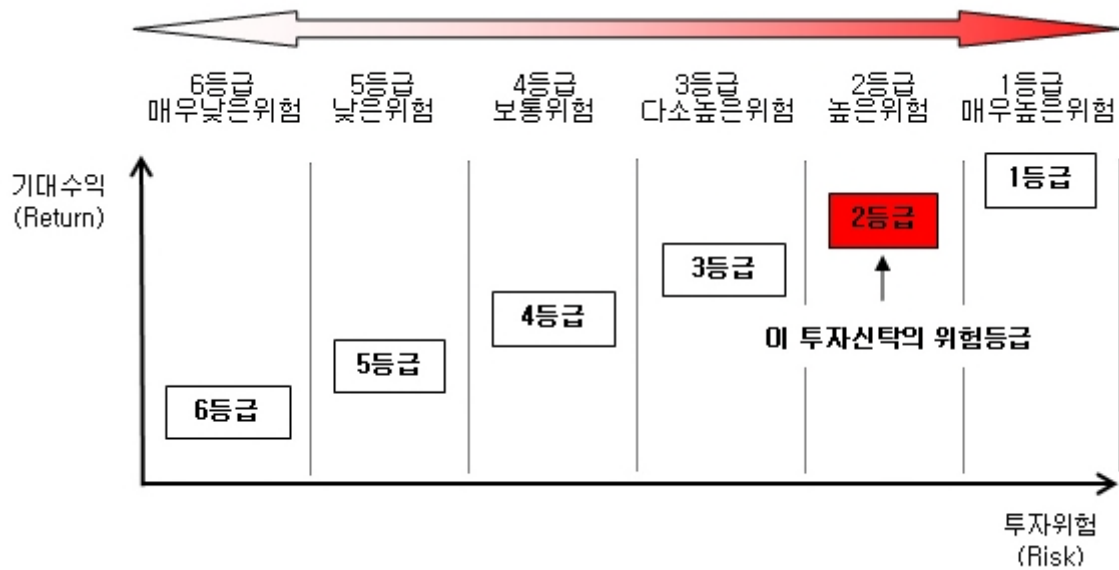 6등급 5등급 4등급 3등급 2등급 1등급
매우낮은위험 낮은위험 보통위험 다소높은위험 높은위험 매우높은위험
기대수익
(Return)
1등급
2등급
3등급
이 투자신탁의 위험등급
4등급
5등급
6등급
투자위험
(Risk)